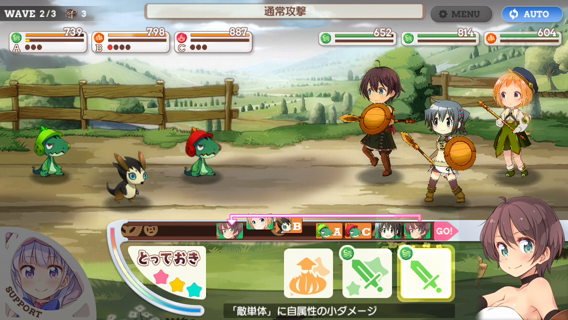 WAVE 2/3 3
通常攻撃
MENU
AUTO
739
798
887
652
814
604
A
B
C
B
A
C
GO!
とっておき
SUPPORT
「敵単体」に自属性の小ダメージ